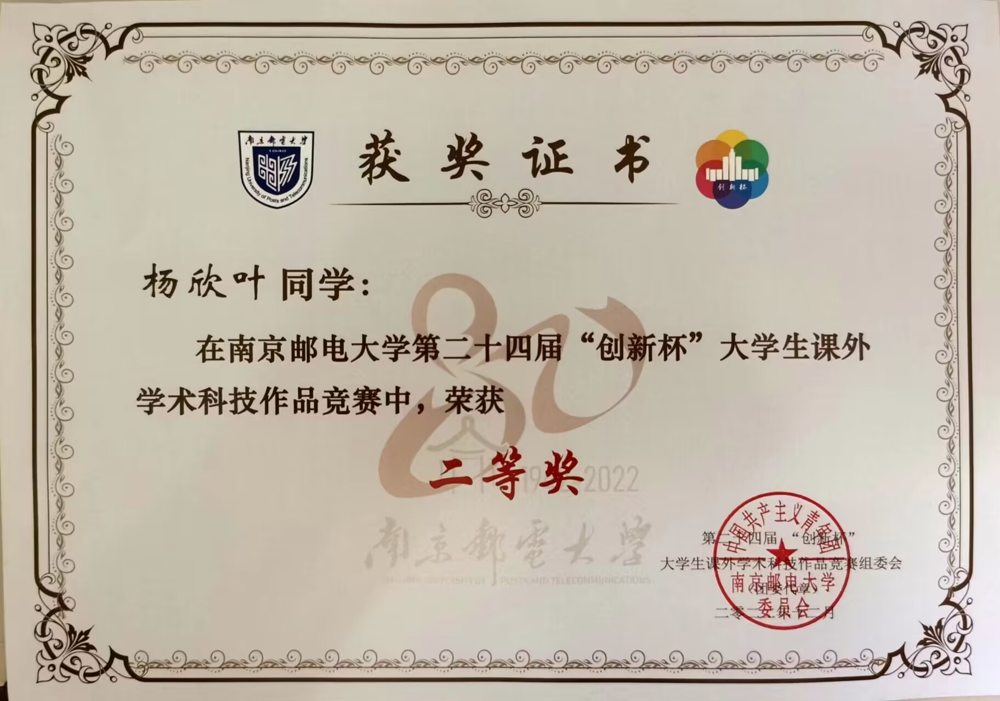 南京郵電大學
1942
Nanjing University of Posts and Telecommunications
获奖证书
创新杯
杨欣叶同学：
在南京邮电大学第二十四届“创新杯”大学生课外
学术科技作品竞赛中，荣获
二等奖
2022
南京郵電大學
NANJING UNIVERSITY OF POSTS AND TELECOMMUNICATIONS
第二十四届“创新杯”
大学生课外学术科技作品竞赛组委会
（团委代章）
二零二二年十二月
中国共产主义青年团
南京邮电大学
委员会